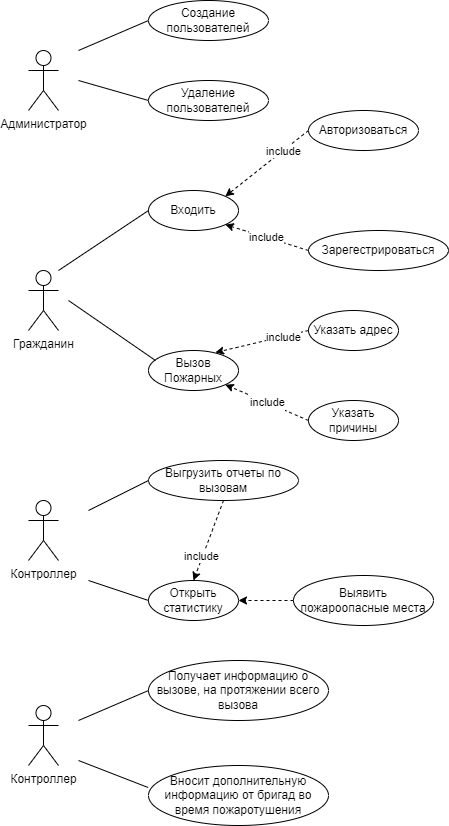 Создание
пользователей
Администратор
Удаление
пользователей
Авторизоваться
include
Входить
include
Зарегестрироваться
Гражданин
Указать адрес
include
Вызов
Пожарных
include
Указать
причины
Выгрузить отчеты по
вызовам
Контроллер
include
Открыть
статистику
Выявить
пожароопасные места
Получает информацию о
вызове, на протяжении всего
вызова
Контроллер
Вносит дополнительную
информацию от бригад во
время пожаротушения